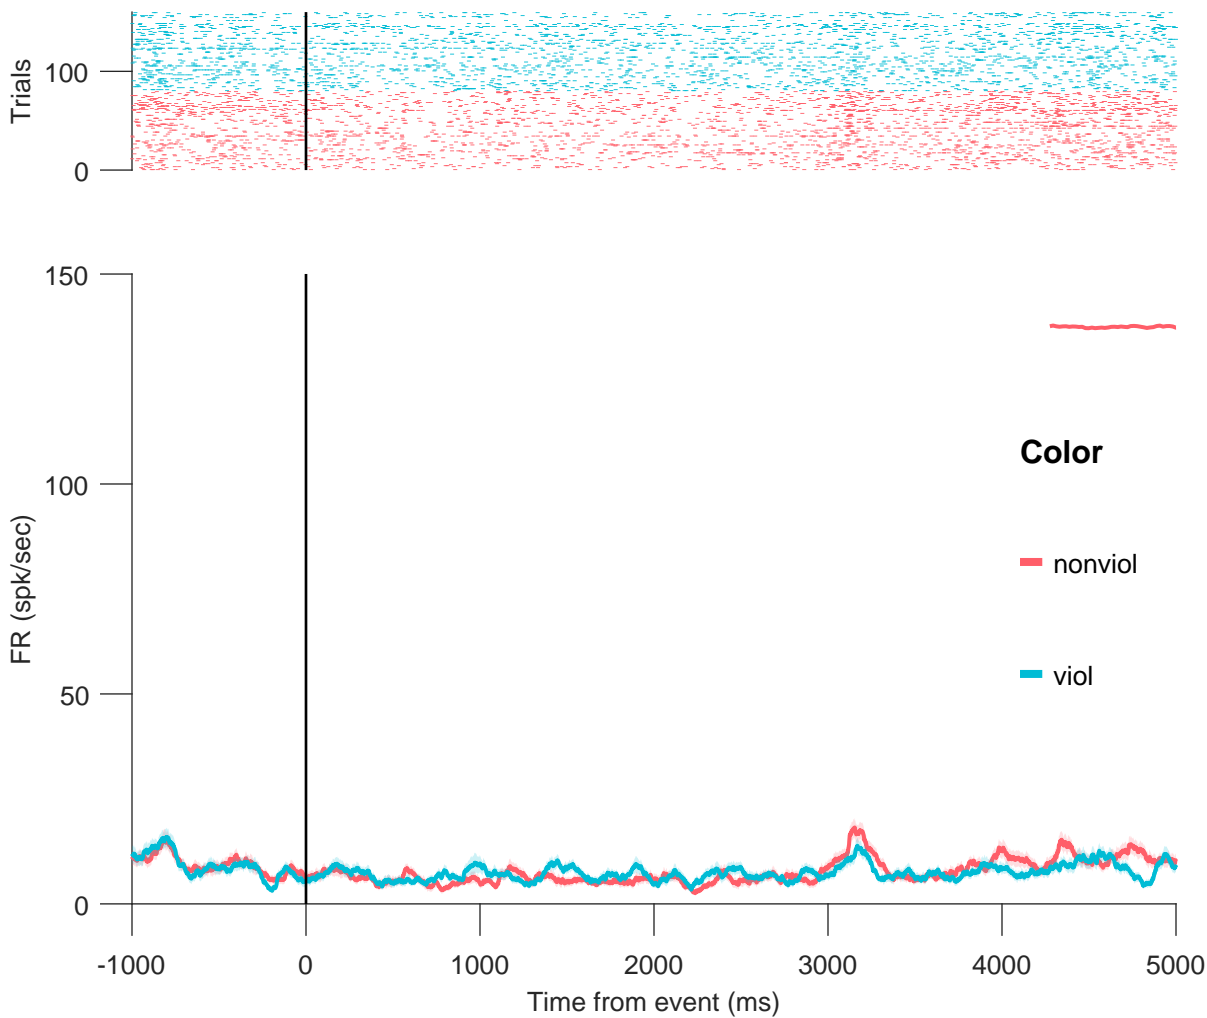 Trials
100
0
150
100
50
0
FR (spk/sec)
Color
nonviol
viol
-1000 0 1000 2000 3000 4000 5000
Time from event (ms)